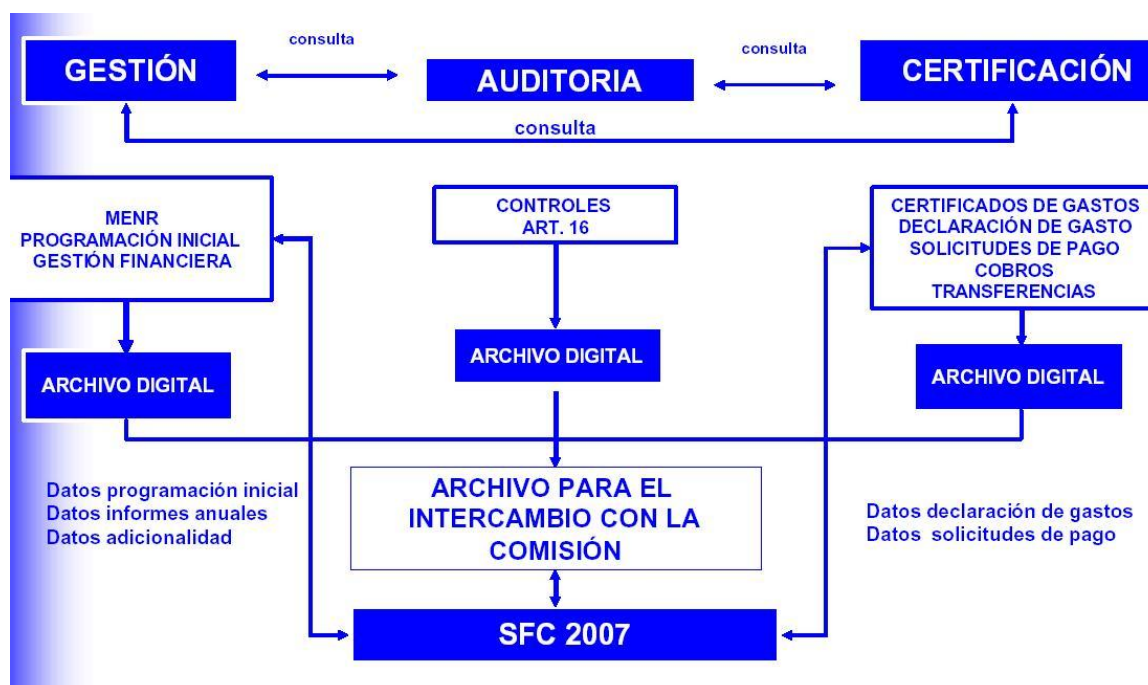 consulta
consulta
GESTIÓN
AUDITORIA
CERTIFICACIÓN
consulta
MENR
PROGRAMACIÓN INICIAL
GESTIÓN FINANCIERA
CONTROLES
ART. 16
CERTIFICADOS DE GASTOS
DECLARACIÓN DE GASTO
SOLICITUDES DE PAGO
COBROS
TRANSFERENCIAS
ARCHIVO DIGITAL
ARCHIVO DIGITAL
ARCHIVO DIGITAL
Datos programación inicial
Datos informes anuales
Datos adicionalidad
ARCHIVO PARA EL
INTERCAMBIO CON LA
COMISIÓN
Datos declaración de gastos
Datos solicitudes de pago
SFC 2007